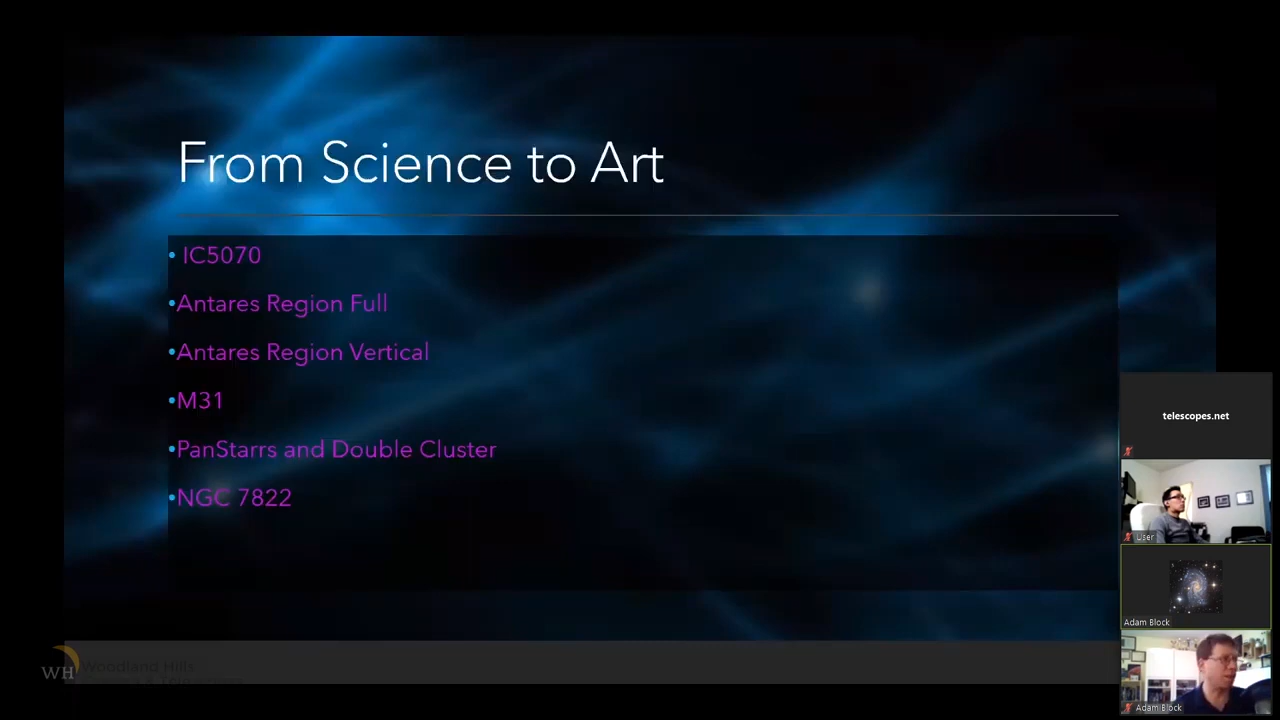 From Science to Art
• IC5070
•Antares Region Full
•Antares Region Vertical
•M31
•PanStarrs and Double Cluster
•NGC 7822
telescopes.net
User
Adam Block
Adam Block
WH Woodland Hills